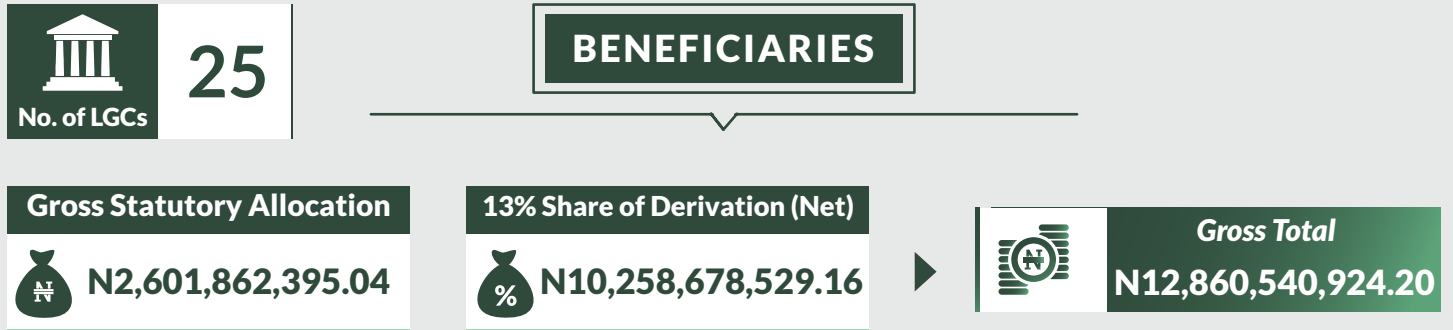 25
No. of LGCs
BENEFICIARIES
Gross Statutory Allocation
₦
N2,601,862,395.04
13% Share of Derivation (Net)
%
N10,258,678,529.16
Gross Total
₦
N12,860,540,924.20